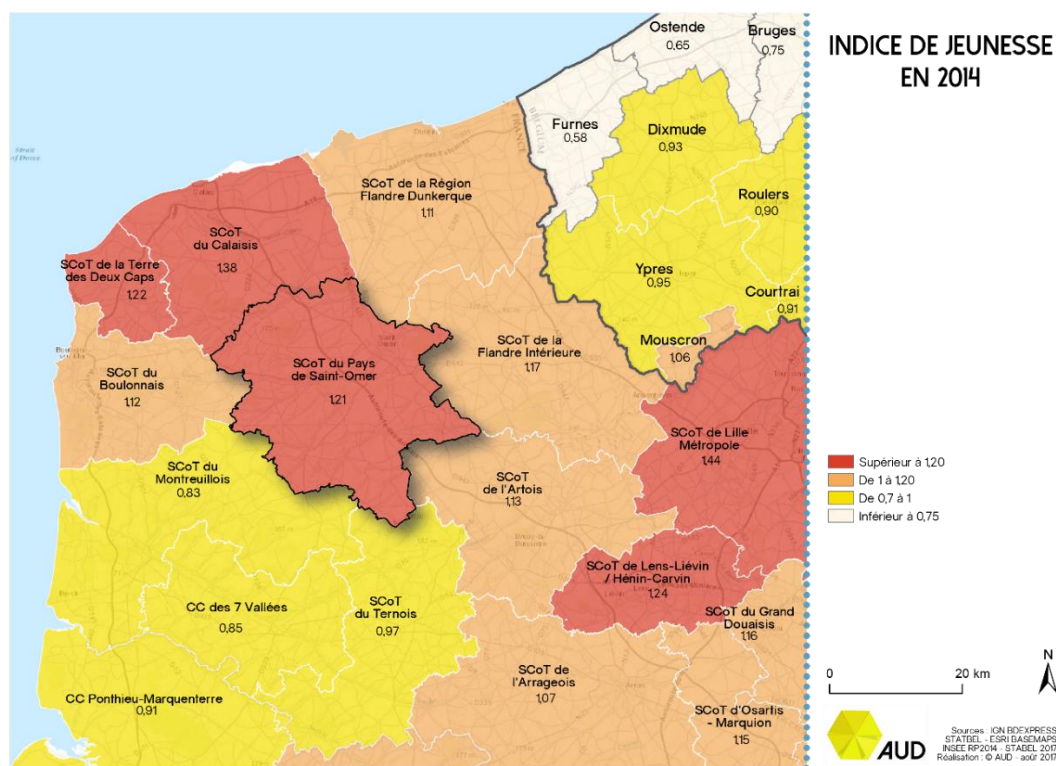 INDICE DE JEUNESSE
EN 2014
Ostende
0,65
Bruges
0,75
Furnes
0,58
Dixmude
0,93
Roulers
0,90
Ypres
0,95
Courtrai
0,91
Mouscron
1,06
SCoT de la Région
Flandre Dunkerque
1,11
SCoT
du Calaisis
1,38
SCoT de la Terre
des Deux Caps
1,22
SCoT du
Boulonnais
1,12
SCoT du Pays
de Saint-Omer
1,21
SCoT de la
Flandre Intérieure
1,17
SCoT de Lille
Métropole
1,44
SCoT du
Montreuillois
0,83
SCoT
de l'Artois
1,13
SCoT de Lens-Liévin
/ Hénin-Carvin
1,24
CC des 7 Vallées
0,85
SCoT
du Ternois
0,97
SCoT du Grand
Douaisis
1,16
CC Ponthieu-Marquenterre
0,91
SCoT de
l'Arrageois
1,07
SCoT d'Osartis
- Marquion
1,15
BELGIUM
FRANCE
Supérieur à 1,20
De 1 à 1,20
De 0,7 à 1
Inférieur à 0,75
0
20 km
N
AUD
Sources : IGN BDEXPRESS
STATBEL - ESRI BASEMAPS
INSEE RP2014 - STABEL 2017
Réalisation : © AUD - août 2017